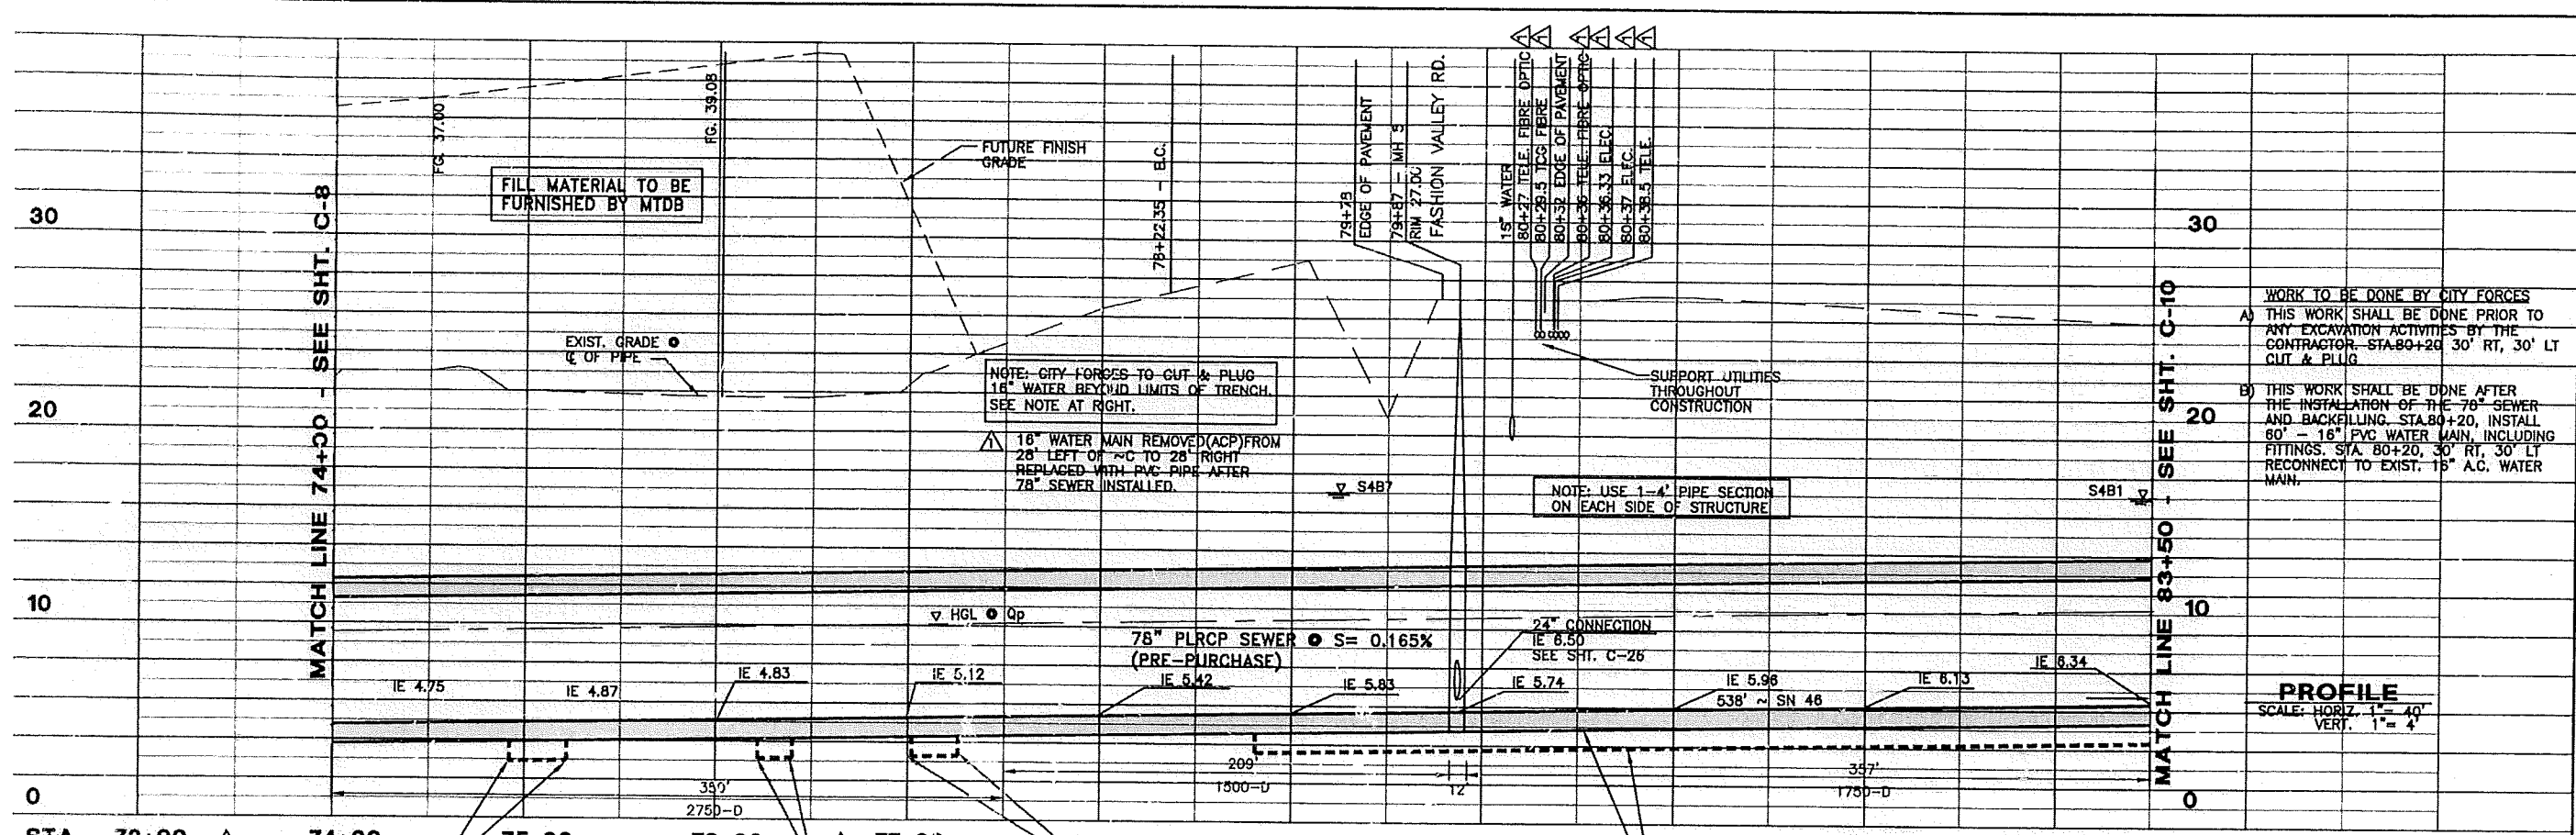 MATCH LINE 74+00 - SEE SHT. C-8
FG. 37.00
FG. 39.08
FILL MATERIAL TO BE
FURNISHED BY MTDB
FUTURE FINISH
GRADE
EXIST. GRADE @
℄ OF PIPE
78+22.35 - B.C.
79+78
EDGE OF PAVEMENT
79+87 - MH 5
RIM 27.00
FASHION VALLEY RD.
80+27 TELE. FIBRE OPTIC
80+29.5 TCG FIBRE
80+32 EDGE OF PAVEMENT
80+36 TELE FIBRE OPTIC
80+36.33 ELEC.
80+37 ELEC.
80+38.5 TELE.
1
1
1
1
1
1
NOTE: CITY FORCES TO CUT & PLUG
16" WATER BEYOND LIMITS OF TRENCH.
SEE NOTE AT RIGHT.
1
16" WATER MAIN REMOVED(ACP)FROM
28' LEFT OF ~C TO 28' RIGHT
REPLACED WITH PVC PIPE AFTER
78" SEWER INSTALLED.
S4B7
SUPPORT UTILITIES
THROUGHOUT
CONSTRUCTION
NOTE: USE 1-4' PIPE SECTION
ON EACH SIDE OF STRUCTURE
S4B1
MATCH LINE 83+50 - SEE SHT. C-10
WORK TO BE DONE BY CITY FORCES
A) THIS WORK SHALL BE DONE PRIOR TO
ANY EXCAVATION ACTIVITIES BY THE
CONTRACTOR. STA.80+20 30' RT, 30' LT
CUT & PLUG
B) THIS WORK SHALL BE DONE AFTER
THE INSTALLATION OF THE 78" SEWER
AND BACKFILLING. STA.80+20, INSTALL
60' - 16" PVC WATER MAIN, INCLUDING
FITTINGS. STA. 80+20, 30' RT, 30' LT
RECONNECT TO EXIST. 16" A.C. WATER
MAIN.
30
20
10
0
30
20
10
0
HGL @ Qp
78" PLRCP SEWER @ S= 0.165%
(PRE-PURCHASE)
24" CONNECTION
IE 6.50
SEE SHT. C-26
IE 4.75
IE 4.87
IE 4.83
IE 5.12
IE 5.42
IE 5.83
IE 5.74
IE 5.96
538' ~ SN 46
IE 6.13
IE 6.34
PROFILE
SCALE: HORIZ. 1"= 40'
VERT. 1"= 4'
350'
2750-D
209'
1500-D
12'
357'
1750-D
STA
74+00
75+00